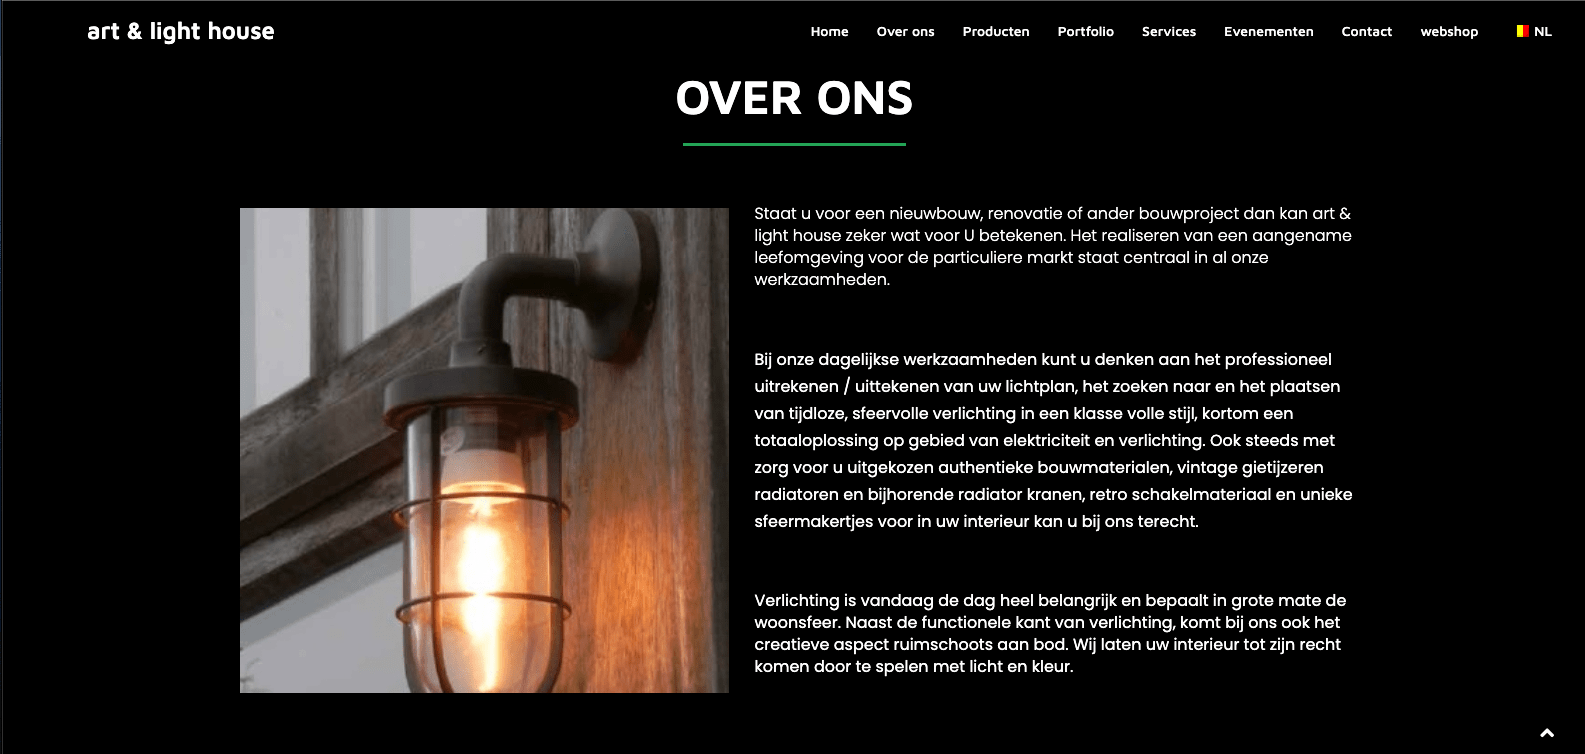 art & light house
Home Over ons Producten Portfolio Services Evenementen Contact webshop NL
OVER ONS
Staat u voor een nieuwbouw, renovatie of ander bouwproject dan kan art &
light house zeker wat voor U betekenen. Het realiseren van een aangename
leefomgeving voor de particuliere markt staat centraal in al onze
werkzaamheden.
Bij onze dagelijkse werkzaamheden kunt u denken aan het professioneel
uitrekenen / uittekenen van uw lichtplan, het zoeken naar en het plaatsen
van tijdloze, sfeervolle verlichting in een klasse volle stijl, kortom een
totaaloplossing op gebied van elektriciteit en verlichting. Ook steeds met
zorg voor u uitgekozen authentieke bouwmaterialen, vintage gietijzeren
radiatoren en bijhorende radiator kranen, retro schakelmateriaal en unieke
sfeermakertjes voor in uw interieur kan u bij ons terecht.
Verlichting is vandaag de dag heel belangrijk en bepaalt in grote mate de
woonsfeer. Naast de functionele kant van verlichting, komt bij ons ook het
creatieve aspect ruimschoots aan bod. Wij laten uw interieur tot zijn recht
komen door te spelen met licht en kleur.